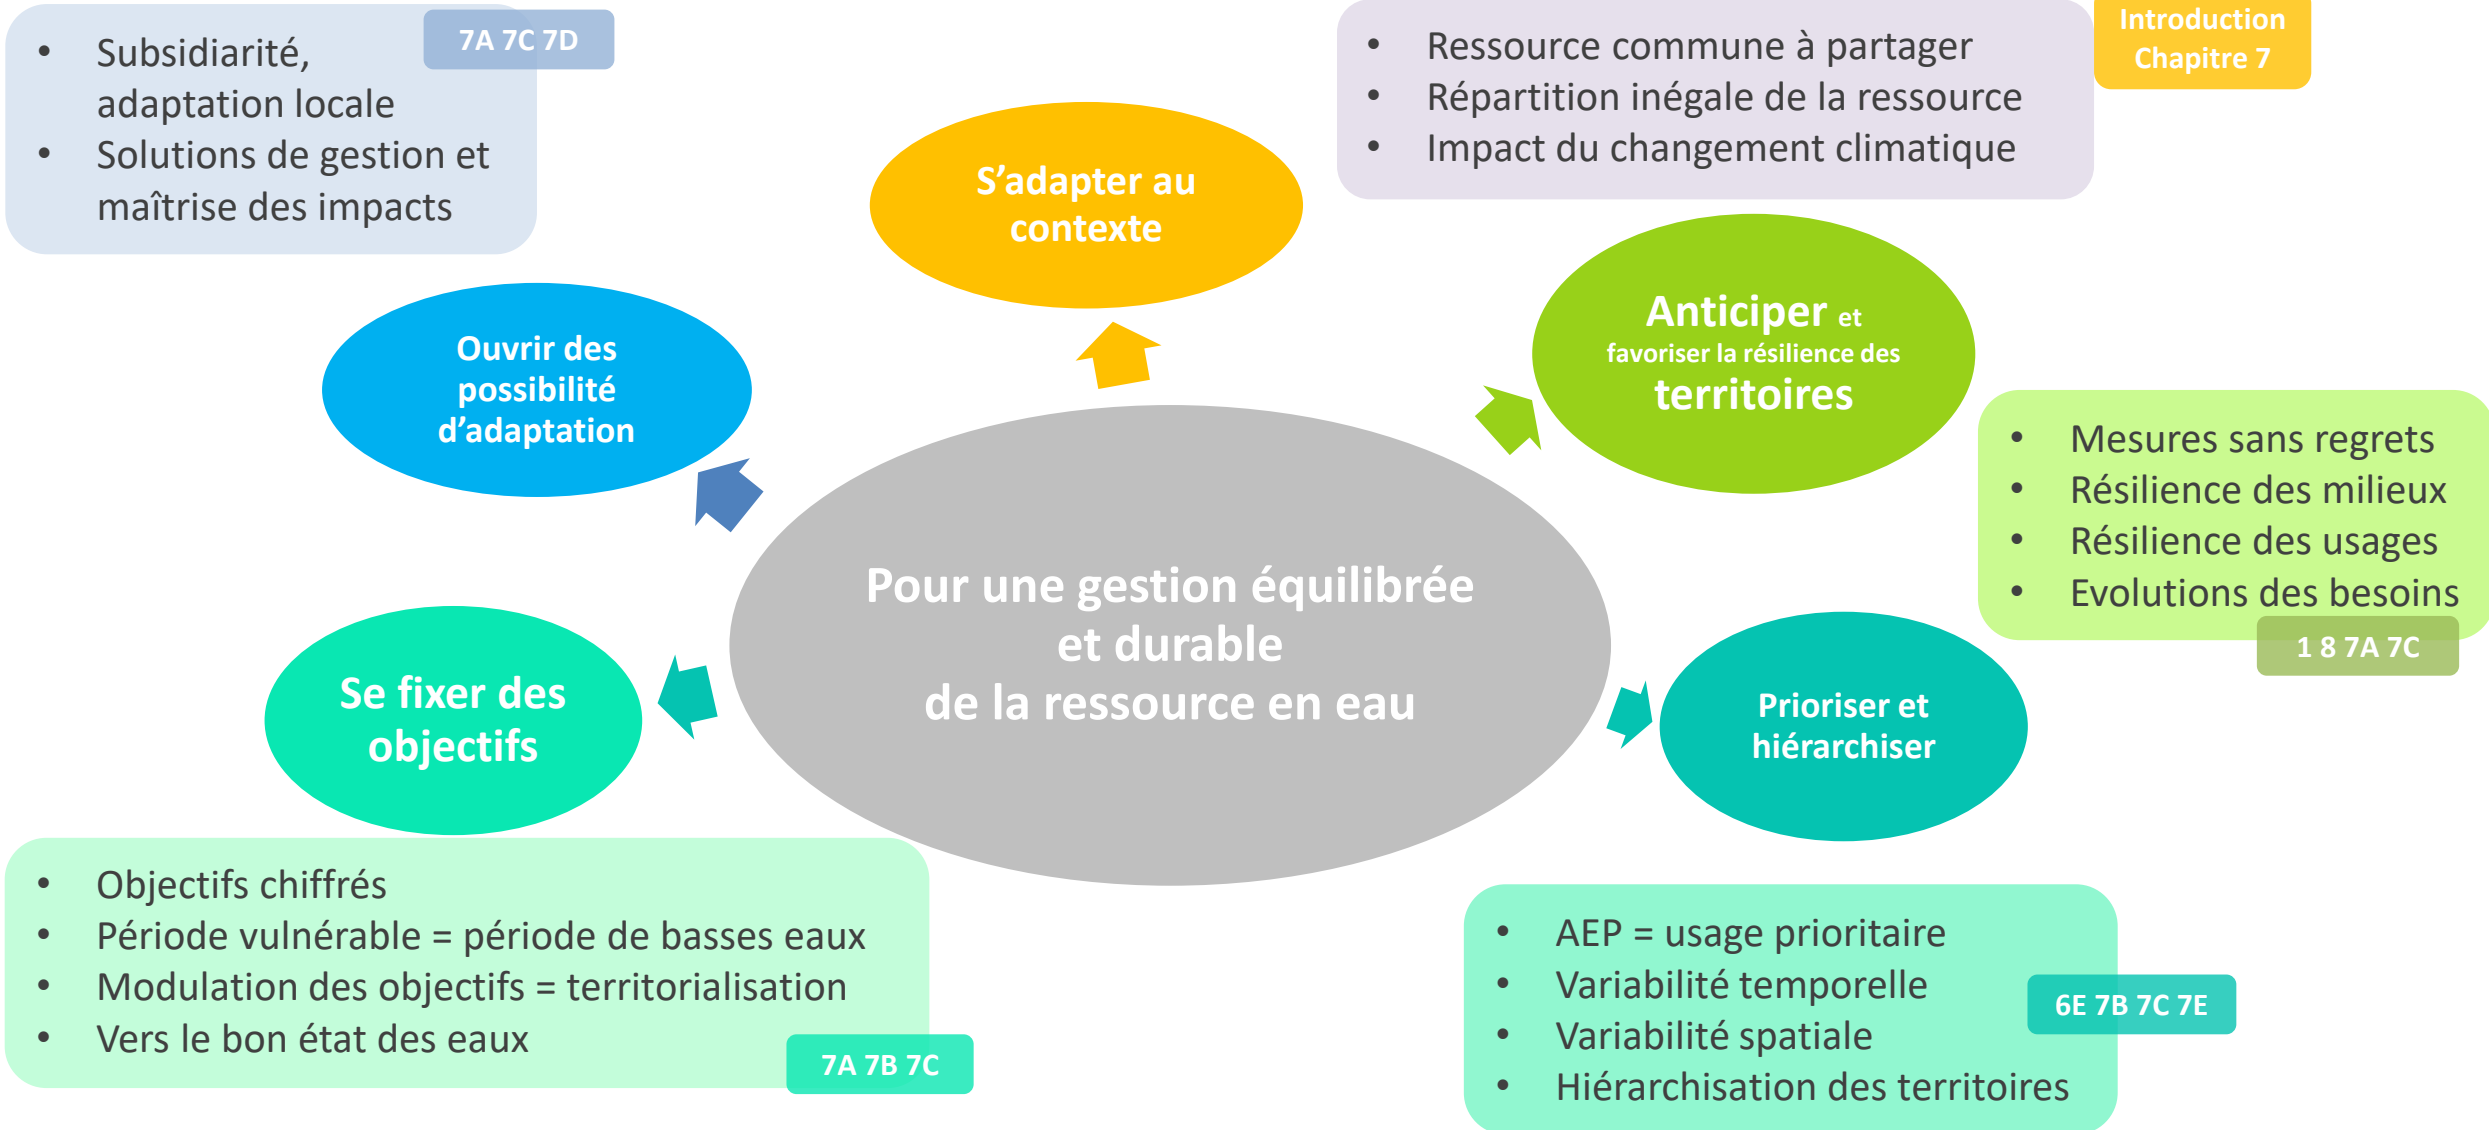 • Subsidiarité,
adaptation locale
• Solutions de gestion et
maîtrise des impacts
7A 7C 7D
• Ressource commune à partager
• Répartition inégale de la ressource
• Impact du changement climatique
Introduction
Chapitre 7
S’adapter au
contexte
Anticiper et
favoriser la résilience des
territoires
Ouvrir des
possibilité
d’adaptation
• Mesures sans regrets
• Résilience des milieux
• Résilience des usages
• Evolutions des besoins
1 8 7A 7C
Pour une gestion équilibrée
et durable
de la ressource en eau
Se fixer des
objectifs
Prioriser et
hiérarchiser
• Objectifs chiffrés
• Période vulnérable = période de basses eaux
• Modulation des objectifs = territorialisation
• Vers le bon état des eaux
7A 7B 7C
• AEP = usage prioritaire
• Variabilité temporelle
• Variabilité spatiale
• Hiérarchisation des territoires
6E 7B 7C 7E